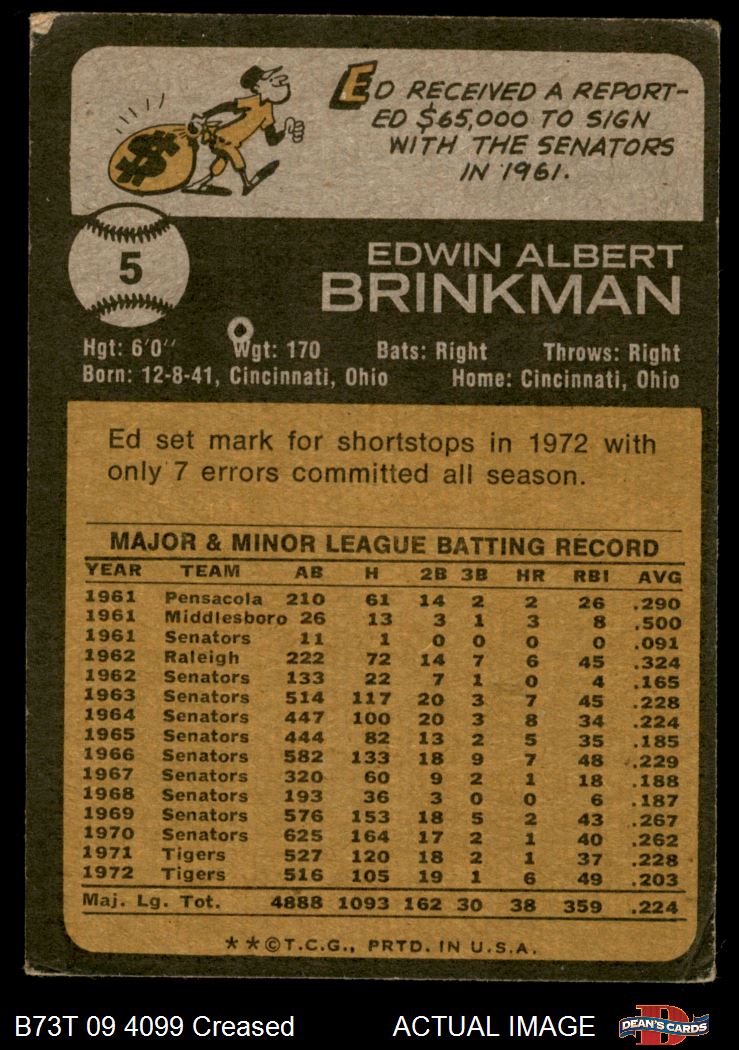 ED RECEIVED A REPORT-
ED $65,000 TO SIGN
WITH THE SENATORS
IN 1961.
$
5
EDWIN ALBERT
BRINKMAN
Hgt: 6'0" Wgt: 170 Bats: Right Throws: Right
Born: 12-8-41, Cincinnati, Ohio Home: Cincinnati, Ohio
Ed set mark for shortstops in 1972 with
only 7 errors committed all season.
MAJOR & MINOR LEAGUE BATTING RECORD
YEAR TEAM AB H 2B 3B HR RBI AVG
1961 Pensacola 210 61 14 2 2 26 .290
1961 Middlesboro 26 13 3 1 3 8 .500
1961 Senators 11 1 0 0 0 0 .091
1962 Raleigh 222 72 14 7 6 45 .324
1962 Senators 133 22 7 1 0 4 .165
1963 Senators 514 117 20 3 7 45 .228
1964 Senators 447 100 20 3 8 34 .224
1965 Senators 444 82 13 2 5 35 .185
1966 Senators 582 133 18 9 7 48 .229
1967 Senators 320 60 9 2 1 18 .188
1968 Senators 193 36 3 0 0 6 .187
1969 Senators 576 153 18 5 2 43 .267
1970 Senators 625 164 17 2 1 40 .262
1971 Tigers 527 120 18 2 1 37 .228
1972 Tigers 516 105 19 1 6 49 .203
Maj. Lg. Tot. 4888 1093 162 30 38 359 .224
**©T.C.G., PRTD. IN U.S.A.
B73T 09 4099 Creased ACTUAL IMAGE
D
DEAN'S CARDS